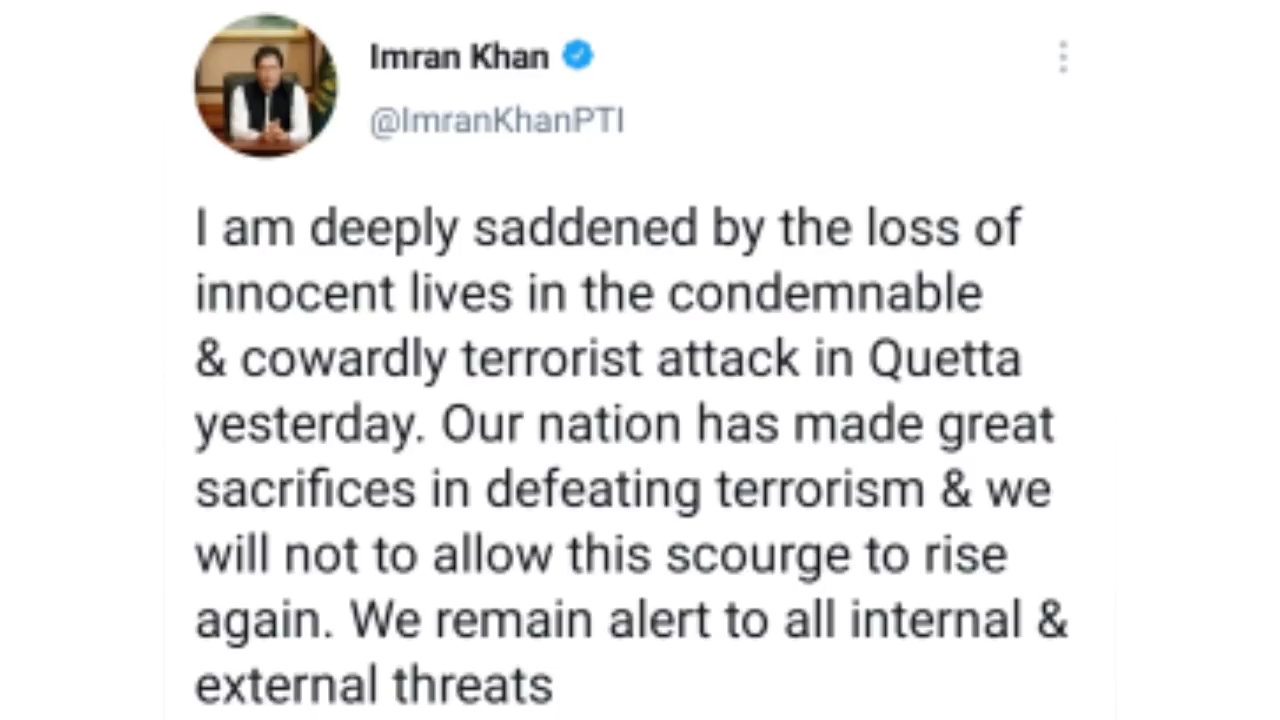 Imran Khan
@ImranKhanPTI
I am deeply saddened by the loss of
innocent lives in the condemnable
& cowardly terrorist attack in Quetta
yesterday. Our nation has made great
sacrifices in defeating terrorism & we
will not to allow this scourge to rise
again. We remain alert to all internal &
external threats